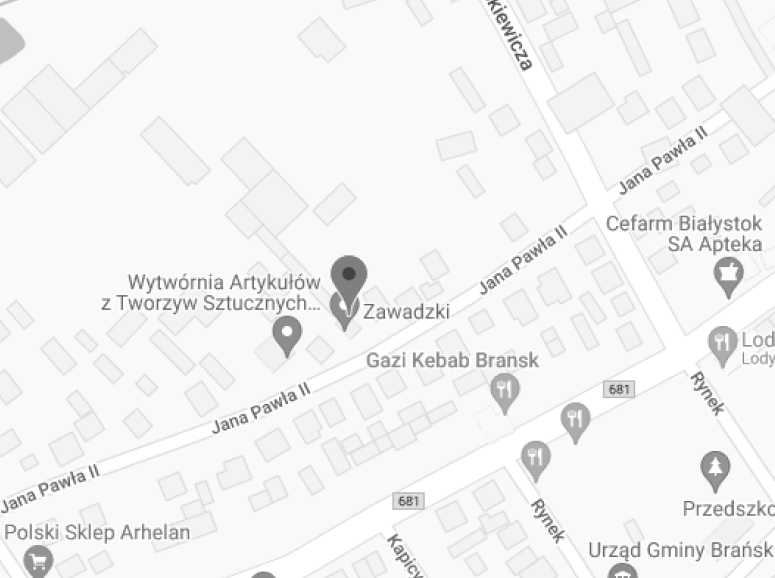 kiewicza
Jana Pawła II
Cefarm Białystok
SA Apteka
Jana Pawła II
Wytwórnia Artykułów
z Tworzyw Sztucznych...
Zawadzki
Lod
Lody
Gazi Kebab Bransk
681
Rynek
Jana Pawła II
Jana Pawła II
681
Rynek
Przedszko
Polski Sklep Arhelan
Kapicy
Urząd Gminy Brańsk